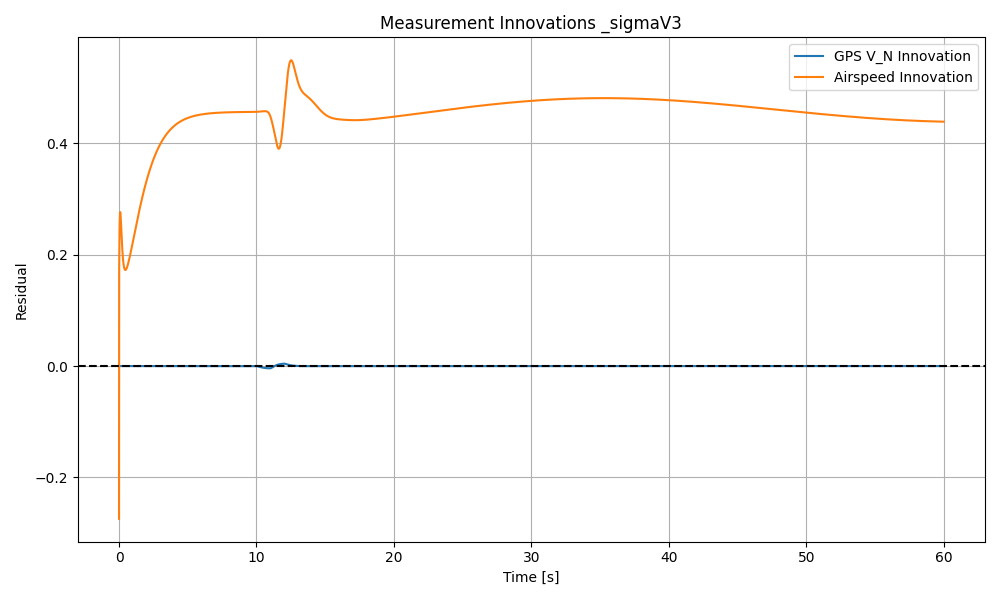 Measurement Innovations _sigmaV3
GPS V_N Innovation
Airspeed Innovation
Residual
0.4
0.2
0.0
−0.2
0 10 20 30 40 50 60
Time [s]